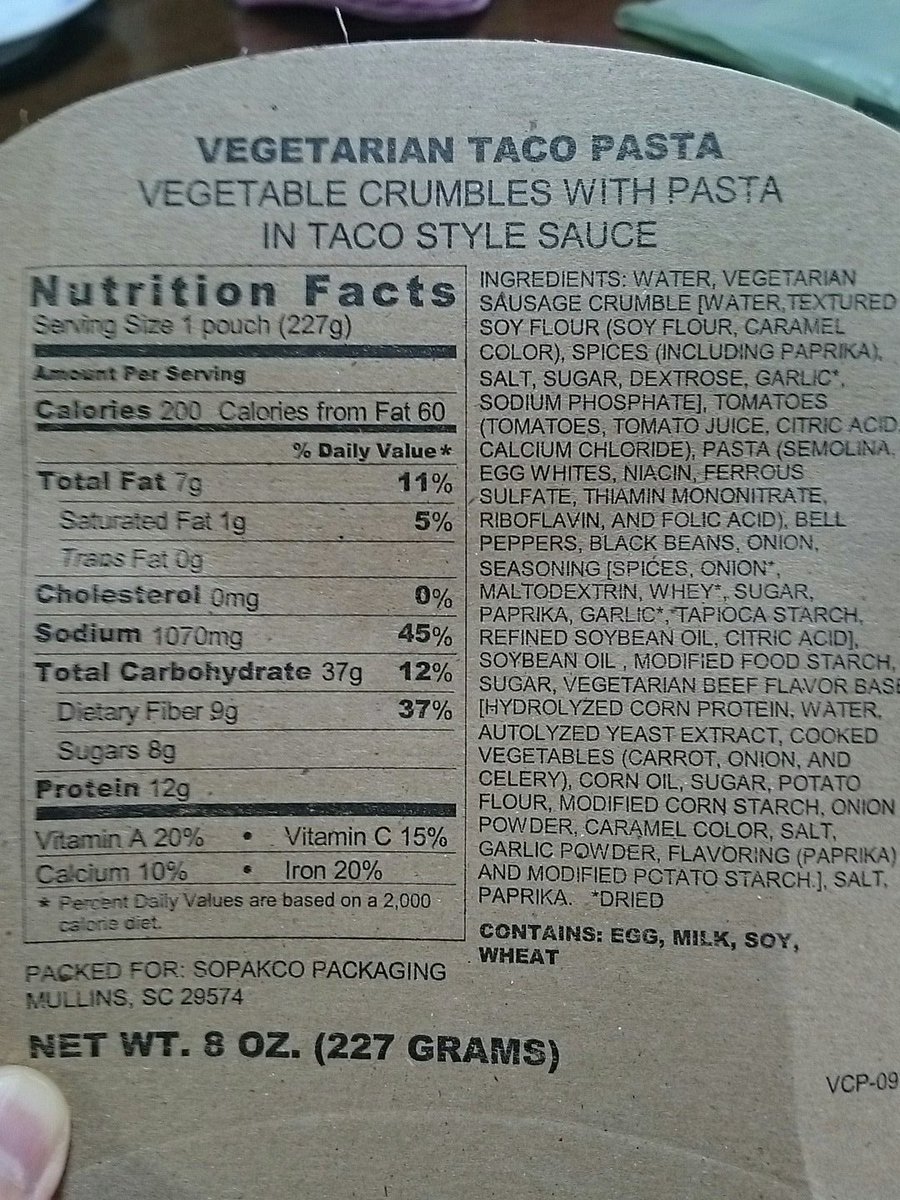 VEGETARIAN TACO PASTA
VEGETABLE CRUMBLES WITH PASTA
IN TACO STYLE SAUCE
Nutrition Facts
Serving Size 1 pouch (227g)
Amount Per Serving
Calories 200 Calories from Fat 60
% Daily Value*
Total Fat 7g 11%
Saturated Fat 1g 5%
Trans Fat 0g
Cholesterol 0mg 0%
Sodium 1070mg 45%
Total Carbohydrate 37g 12%
Dietary Fiber 9g 37%
Sugars 8g
Protein 12g
Vitamin A 20% • Vitamin C 15%
Calcium 10% • Iron 20%
* Percent Daily Values are based on a 2,000
calorie diet.
PACKED FOR: SOPAKCO PACKAGING
MULLINS, SC 29574
NET WT. 8 OZ. (227 GRAMS)
INGREDIENTS: WATER, VEGETARIAN
SAUSAGE CRUMBLE [WATER, TEXTURED
SOY FLOUR (SOY FLOUR, CARAMEL
COLOR), SPICES (INCLUDING PAPRIKA),
SALT, SUGAR, DEXTROSE, GARLIC*,
SODIUM PHOSPHATE], TOMATOES
(TOMATOES, TOMATO JUICE, CITRIC ACID,
CALCIUM CHLORIDE), PASTA (SEMOLINA,
EGG WHITES, NIACIN, FERROUS
SULFATE, THIAMIN MONONITRATE,
RIBOFLAVIN, AND FOLIC ACID), BELL
PEPPERS, BLACK BEANS, ONION,
SEASONING [SPICES, ONION*,
MALTODEXTRIN, WHEY*, SUGAR,
PAPRIKA, GARLIC*, TAPIOCA STARCH,
REFINED SOYBEAN OIL, CITRIC ACID],
SOYBEAN OIL , MODIFIED FOOD STARCH,
SUGAR, VEGETARIAN BEEF FLAVOR BASE
[HYDROLYZED CORN PROTEIN, WATER,
AUTOLYZED YEAST EXTRACT, COOKED
VEGETABLES (CARROT, ONION, AND
CELERY), CORN OIL, SUGAR, POTATO
FLOUR, MODIFIED CORN STARCH, ONION
POWDER, CARAMEL COLOR, SALT,
GARLIC POWDER, FLAVORING (PAPRIKA)
AND MODIFIED POTATO STARCH.], SALT,
PAPRIKA. *DRIED
CONTAINS: EGG, MILK, SOY,
WHEAT
VCP-09